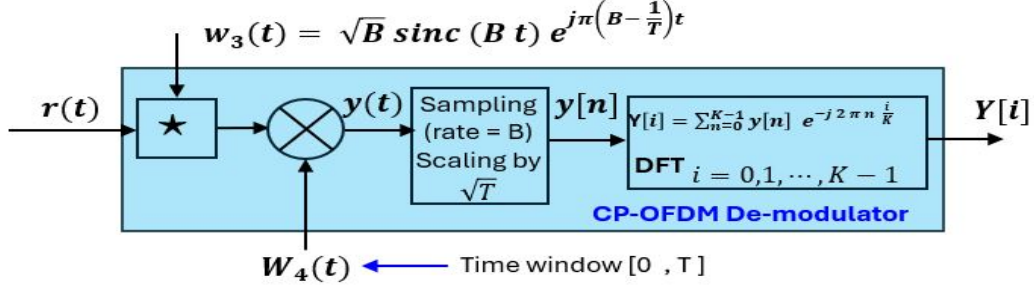 w₃(t) = √B sinc (B t) e^{jπ(B−1/T)t}
r(t)
★
y(t)
Sampling
(rate = B)
Scaling by
√T
y[n]
Y[i] = ∑_{n=0}^{K−1} y[n] e^{−j 2 π n i/K}
DFT i = 0,1,⋯,K − 1
Y[i]
CP-OFDM De-modulator
W₄(t)
Time window [0 , T ]